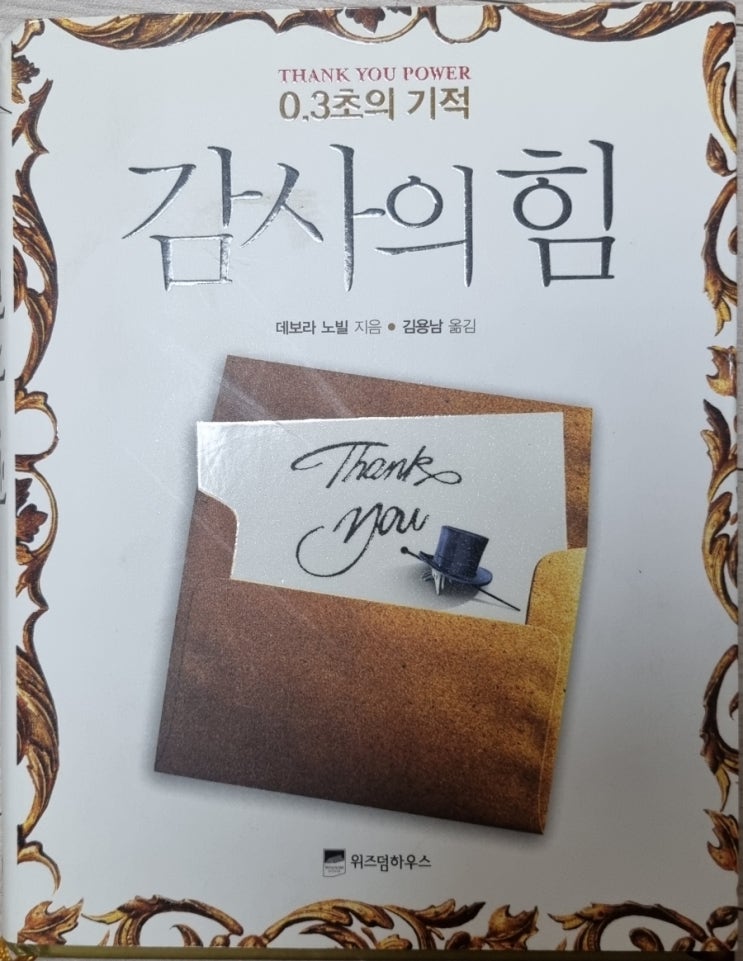 THANK YOU POWER
0.3초의 기적
감사의 힘
데보라 노빌 지음 • 김용남 옮김
Thank
you
위즈덤하우스